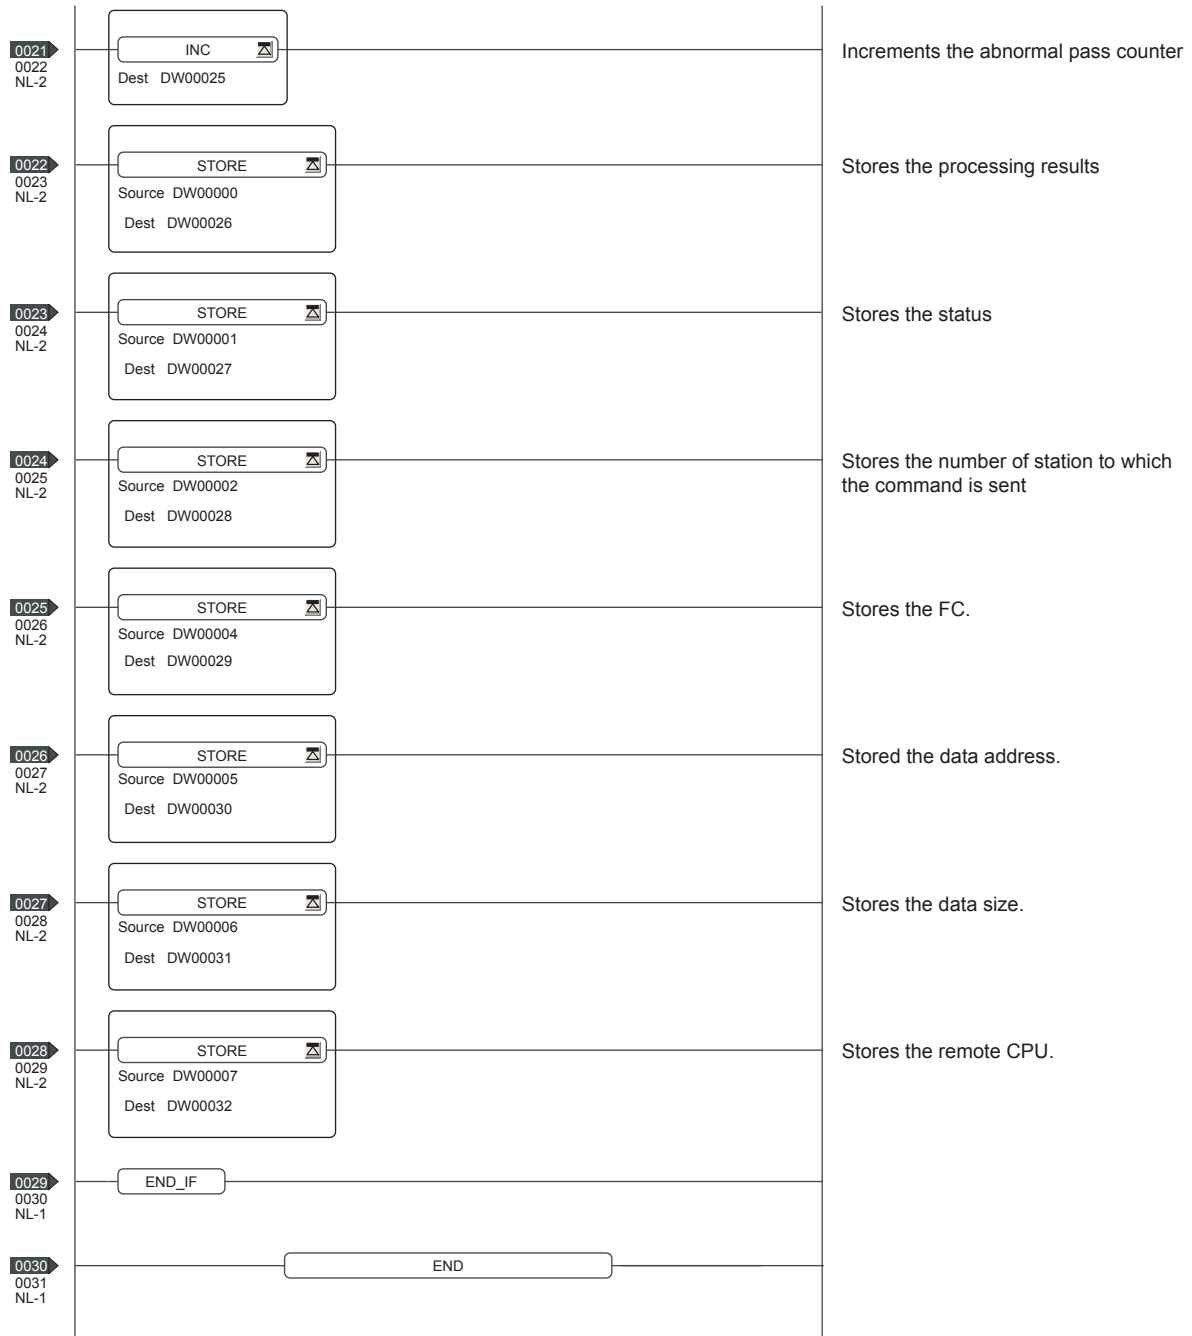 0021
0022
NL-2
INC
Dest DW00025
Increments the abnormal pass counter
0022
0023
NL-2
STORE
Source DW00000
Dest DW00026
Stores the processing results
0023
0024
NL-2
STORE
Source DW00001
Dest DW00027
Stores the status
0024
0025
NL-2
STORE
Source DW00002
Dest DW00028
Stores the number of station to which
the command is sent
0025
0026
NL-2
STORE
Source DW00004
Dest DW00029
Stores the FC.
0026
0027
NL-2
STORE
Source DW00005
Dest DW00030
Stored the data address.
0027
0028
NL-2
STORE
Source DW00006
Dest DW00031
Stores the data size.
0028
0029
NL-2
STORE
Source DW00007
Dest DW00032
Stores the remote CPU.
0029
0030
NL-1
END_IF
0030
0031
NL-1
END